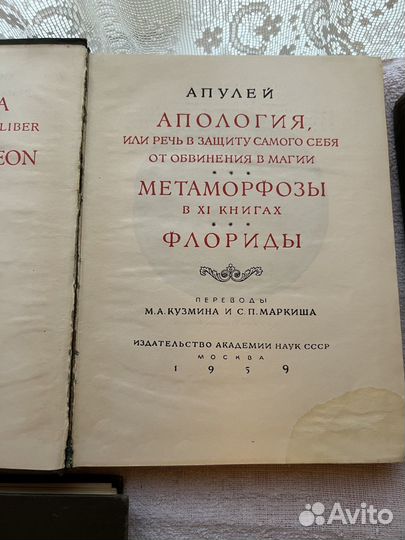 А
LIBER
EON
АПУЛЕЙ
АПОЛОГИЯ,
ИЛИ РЕЧЬ В ЗАЩИТУ САМОГО СЕБЯ
ОТ ОБВИНЕНИЯ В МАГИИ
* * *
МЕТАМОРФОЗЫ
В XI КНИГАХ
* * *
ФЛОРИДЫ
ПЕРЕВОДЫ
М.А.КУЗМИНА И С.П.МАРКИША
ИЗДАТЕЛЬСТВО АКАДЕМИИ НАУК СССР
МОСКВА
1959
Avito